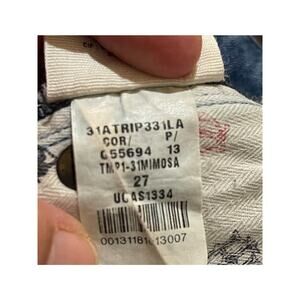 31ATRIP331LA
COR/ P/
055694 13
TMP1-31MIMOSA
27
UCAS1334
00131181013007